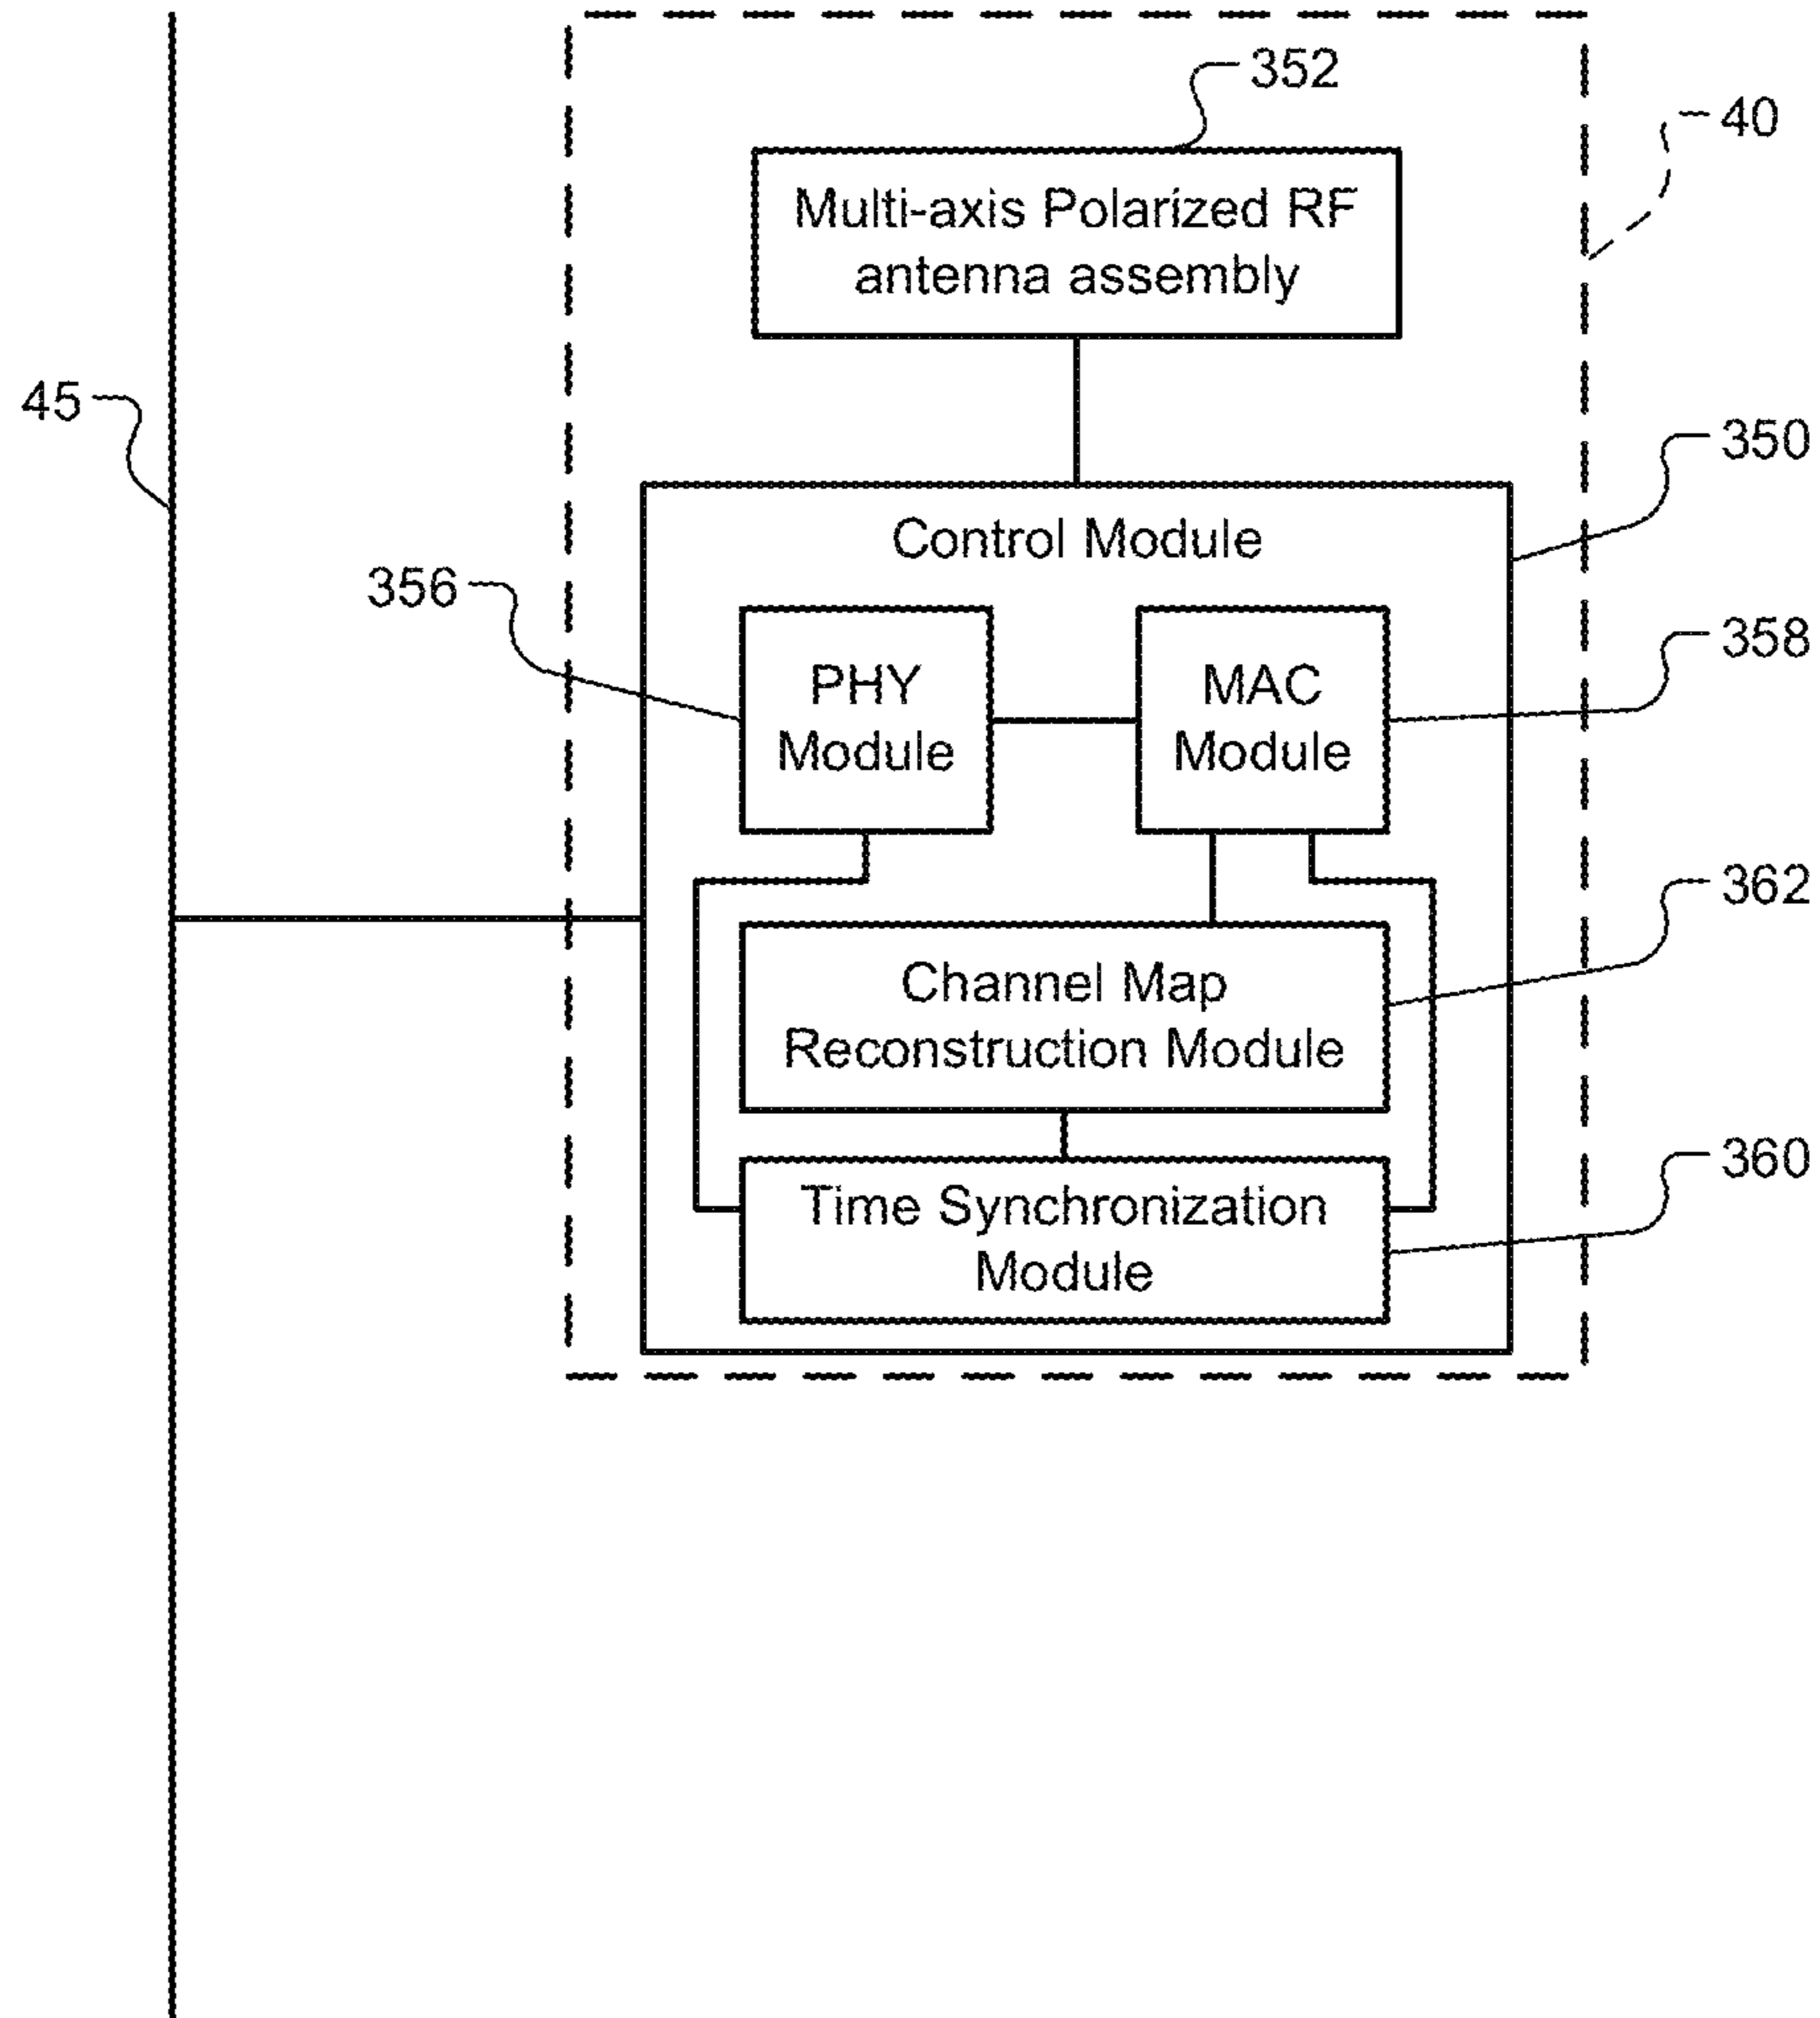 352
40
Multi-axis Polarized RF
antenna assembly
45
350
Control Module
356
358
PHY
Module
MAC
Module
362
Channel Map
Reconstruction Module
360
Time Synchronization
Module